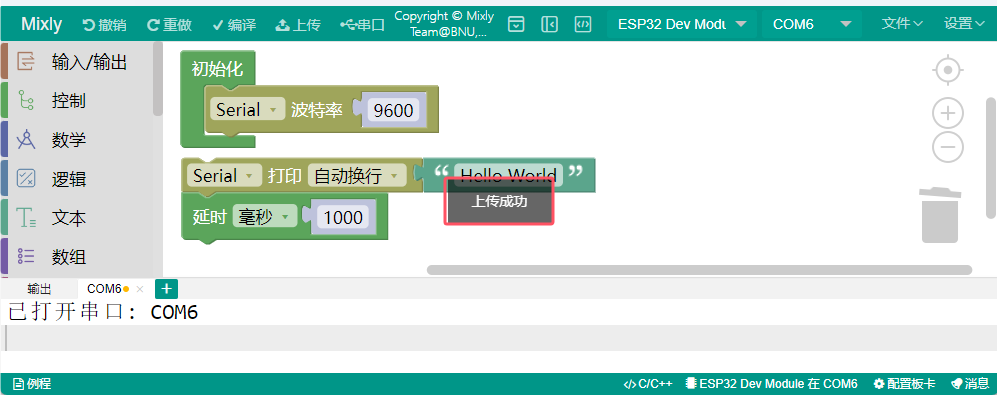 Mixly 撤销 重做 编译 上传 串口 Copyright © Mixly Team@BNU,... ESP32 Dev Modu COM6 文件 设置
输入/输出
控制
数学
逻辑
文本
数组
初始化
Serial 波特率 9600
Serial 打印 自动换行 “ Hello World ”
上传成功
延时 毫秒 1000
输出 COM6
已打开串口: COM6
例程 C/C++ ESP32 Dev Module 在 COM6 配置板卡 消息